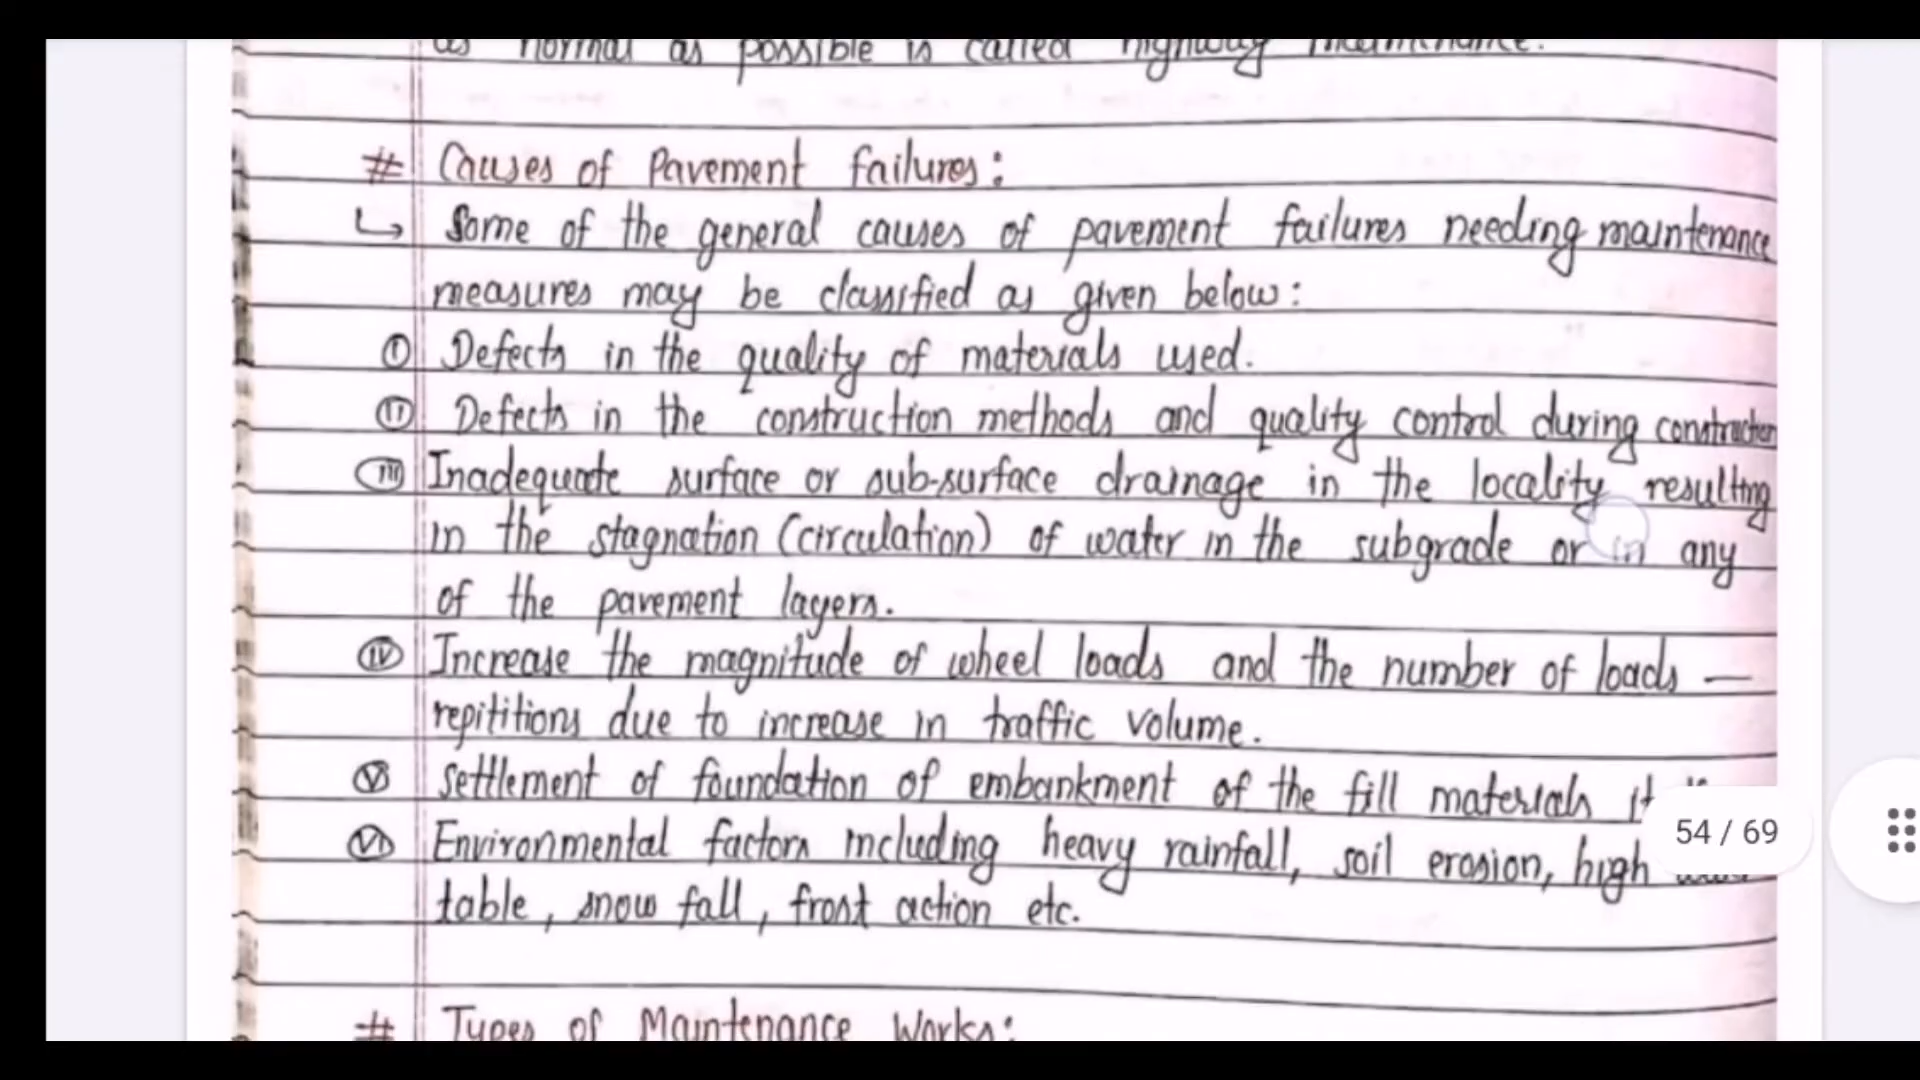 as normal as possible is called highway maintenance.
# Causes of Pavement failures:
↳ Some of the general causes of pavement failures needing maintenance
measures may be classified as given below:
(i) Defects in the quality of materials used.
(ii) Defects in the construction methods and quality control during construction
(iii) Inadequate surface or sub-surface drainage in the locality resulting
in the stagnation (circulation) of water in the subgrade or in any
of the pavement layers.
(iv) Increase the magnitude of wheel loads and the number of loads —
repititions due to increase in traffic volume.
(v) Settlement of foundation of embankment of the fill materials
54 / 69
(vi) Environmental factors including heavy rainfall, soil erosion, high
table, snow fall, frost action etc.
# Types of Maintenance Works: